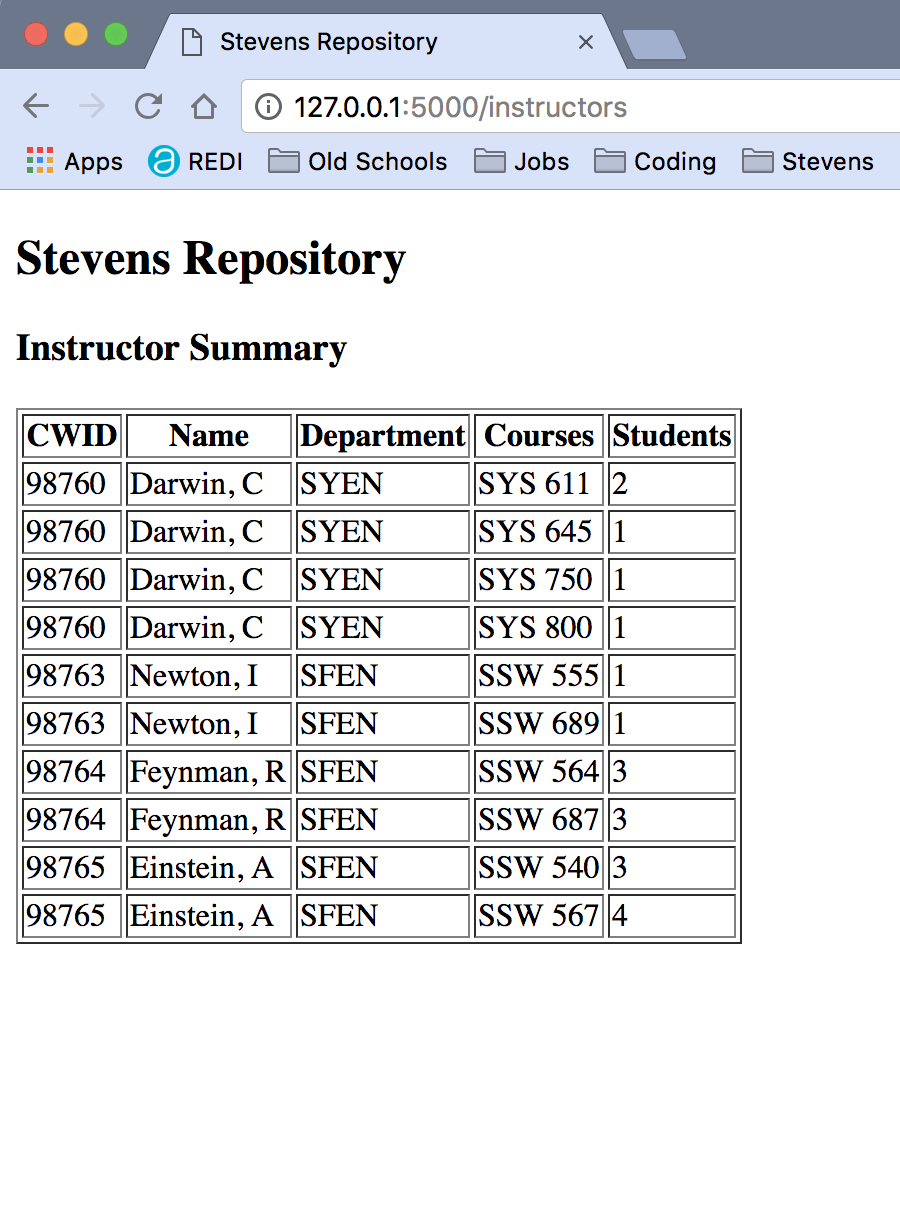 Stevens Repository
127.0.0.1:5000/instructors
Apps REDI Old Schools Jobs Coding Stevens
Stevens Repository
Instructor Summary
CWID Name Department Courses Students
98760 Darwin, C SYEN SYS 611 2
98760 Darwin, C SYEN SYS 645 1
98760 Darwin, C SYEN SYS 750 1
98760 Darwin, C SYEN SYS 800 1
98763 Newton, I SFEN SSW 555 1
98763 Newton, I SFEN SSW 689 1
98764 Feynman, R SFEN SSW 564 3
98764 Feynman, R SFEN SSW 687 3
98765 Einstein, A SFEN SSW 540 3
98765 Einstein, A SFEN SSW 567 4